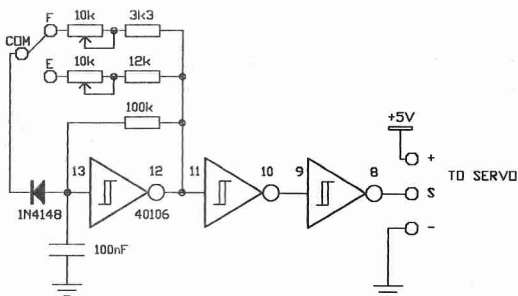 10k 3k3
F
COM
10k 12k
E
100k
+5V
13 12 11 10 9 8
+
S TO SERVO
-
1N4148 40106
100nF